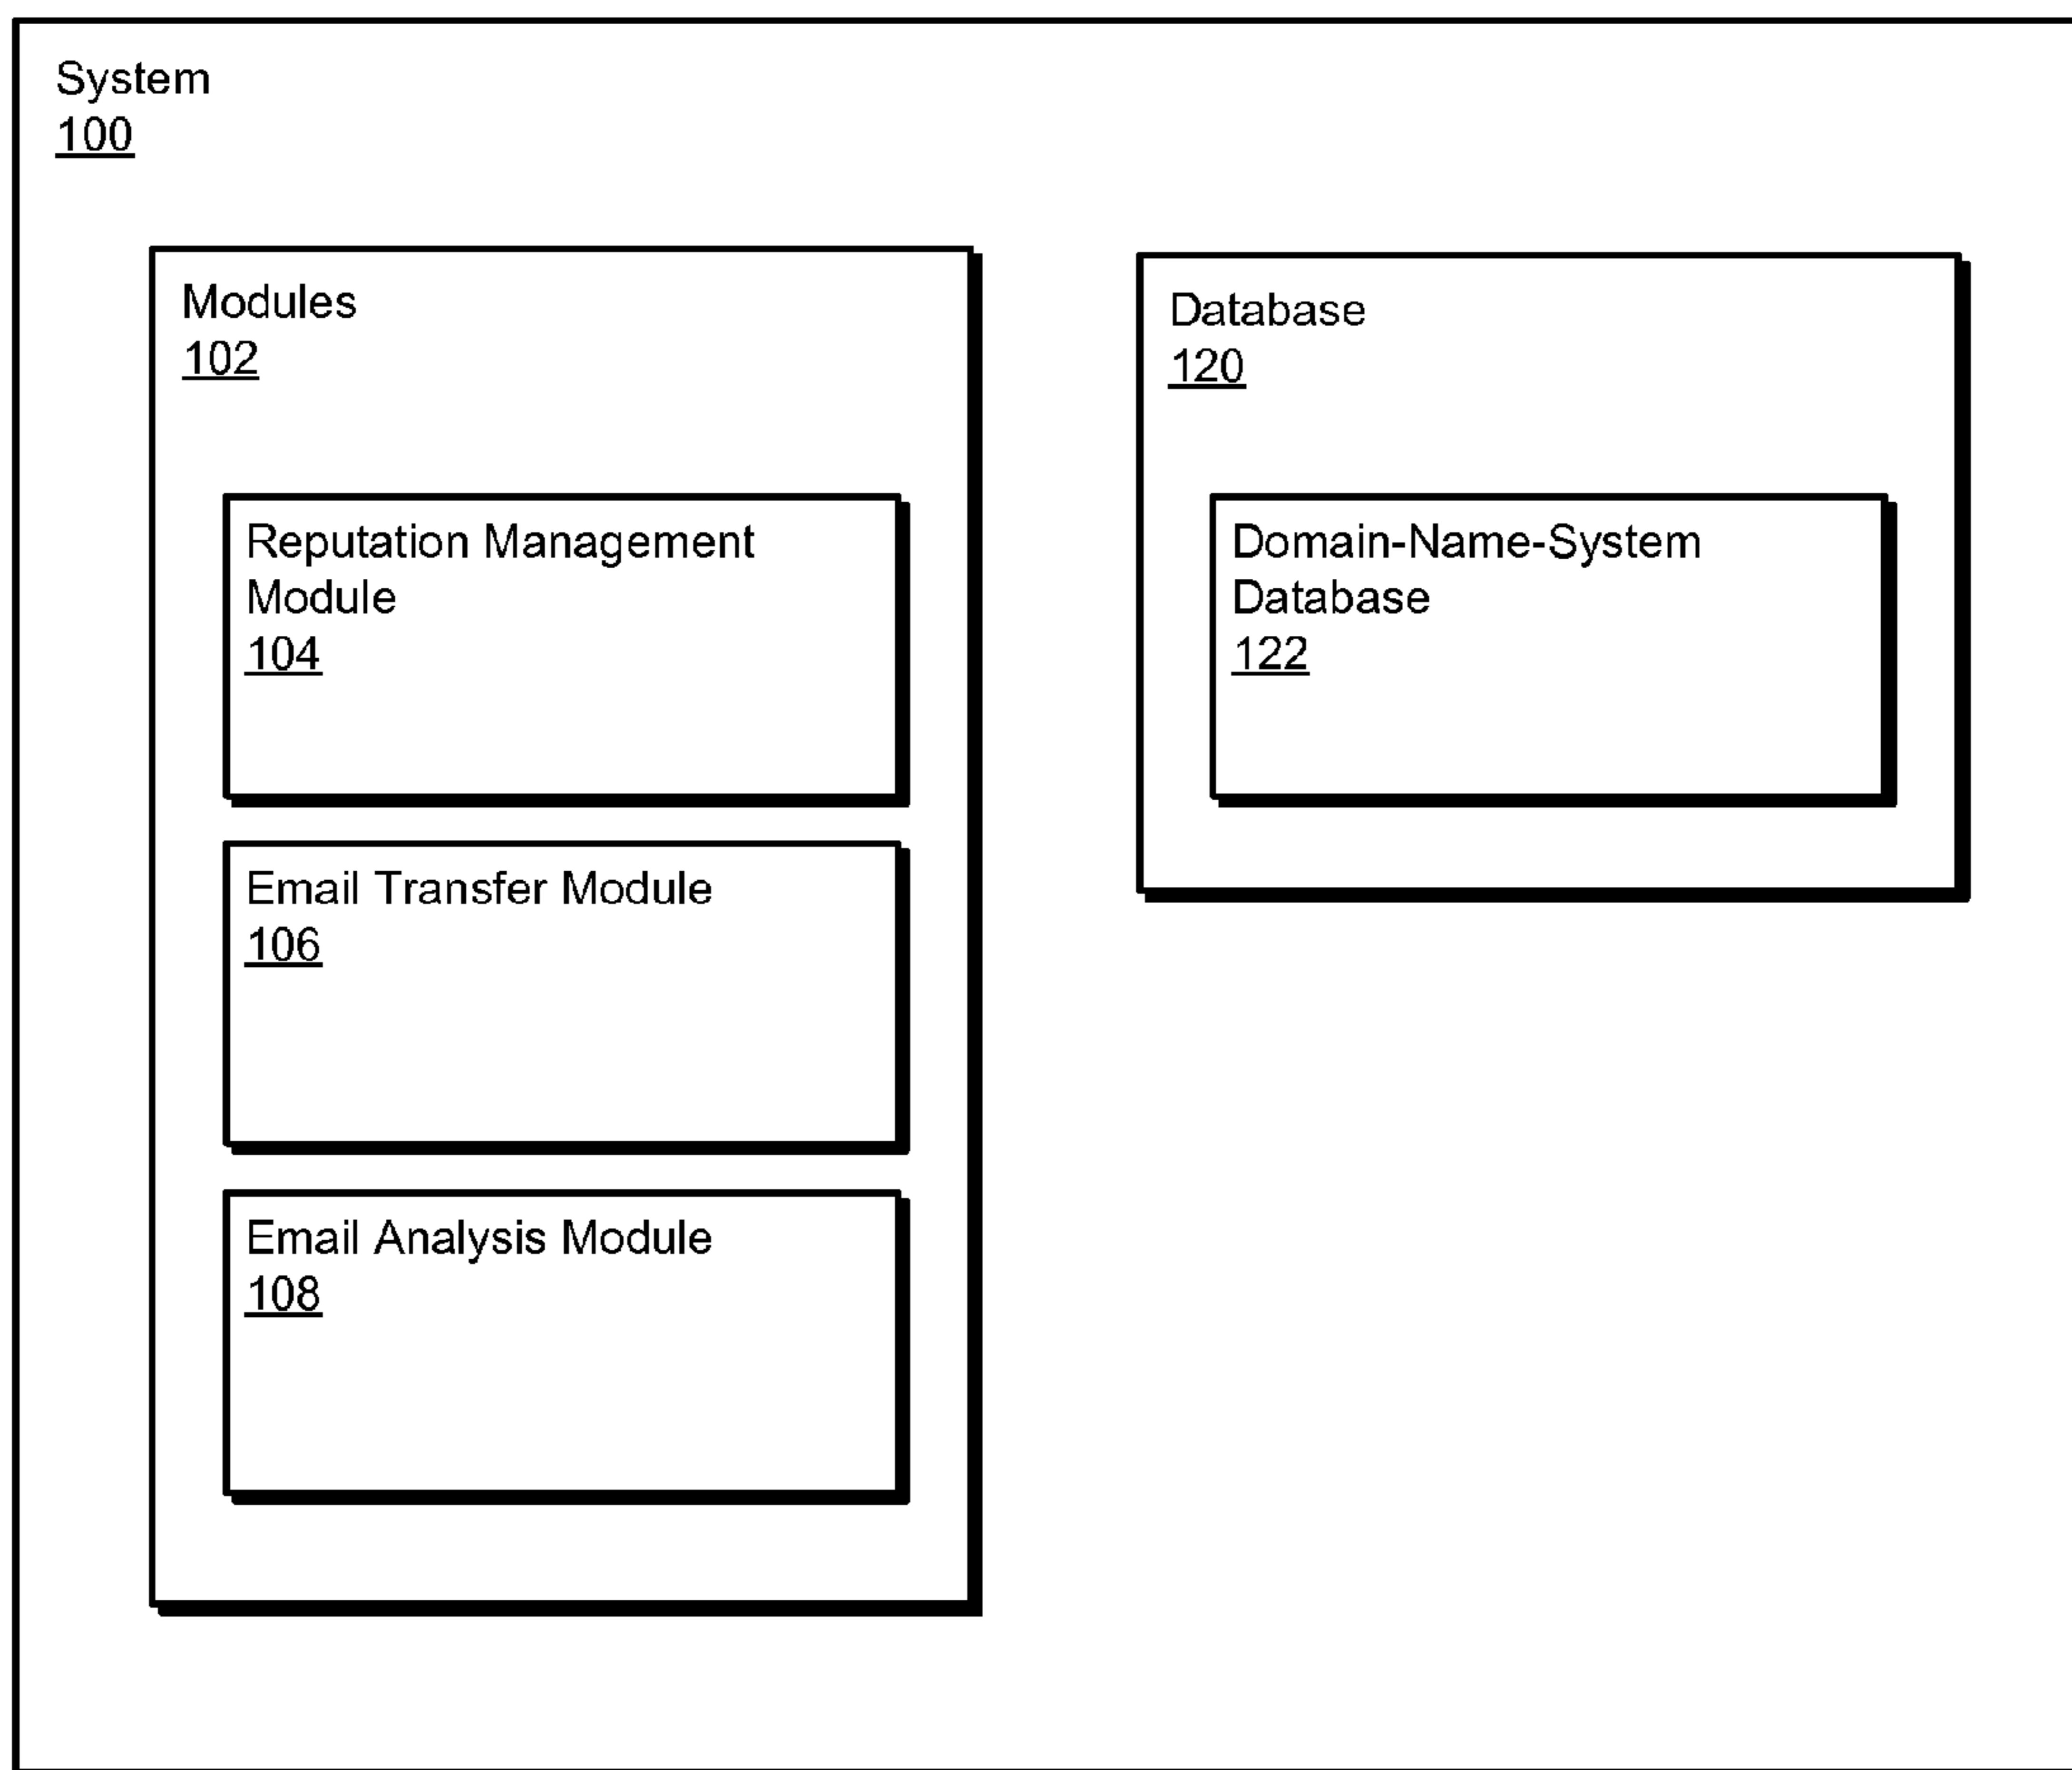 System
100
Modules
102
Reputation Management
Module
104
Email Transfer Module
106
Email Analysis Module
108
Database
120
Domain-Name-System
Database
122